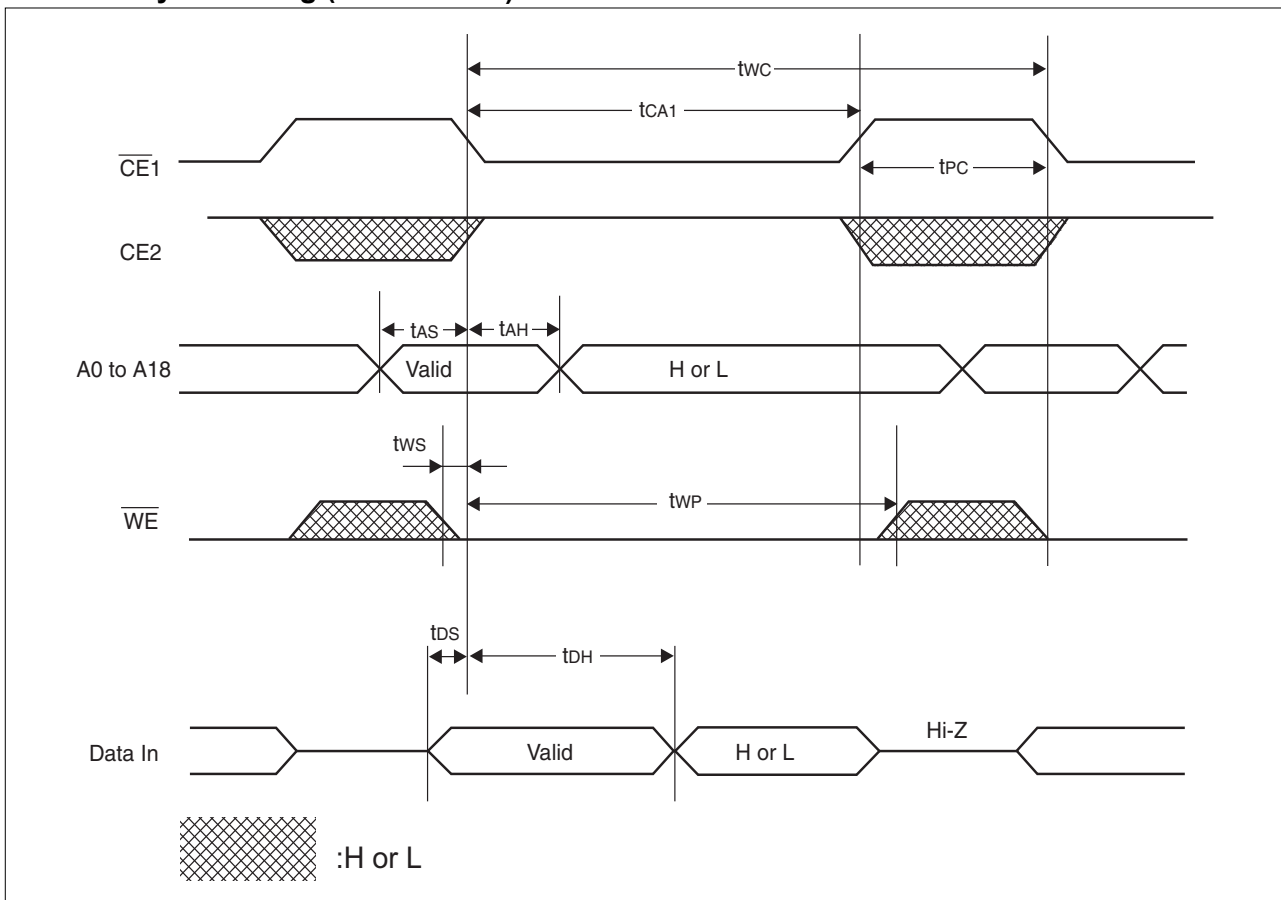 tWC
tCA1
CE1
tPC
CE2
tAS
tAH
A0 to A18
Valid
H or L
tWS
tWP
WE
tDS
tDH
Hi-Z
Data In
Valid
H or L
:H or L